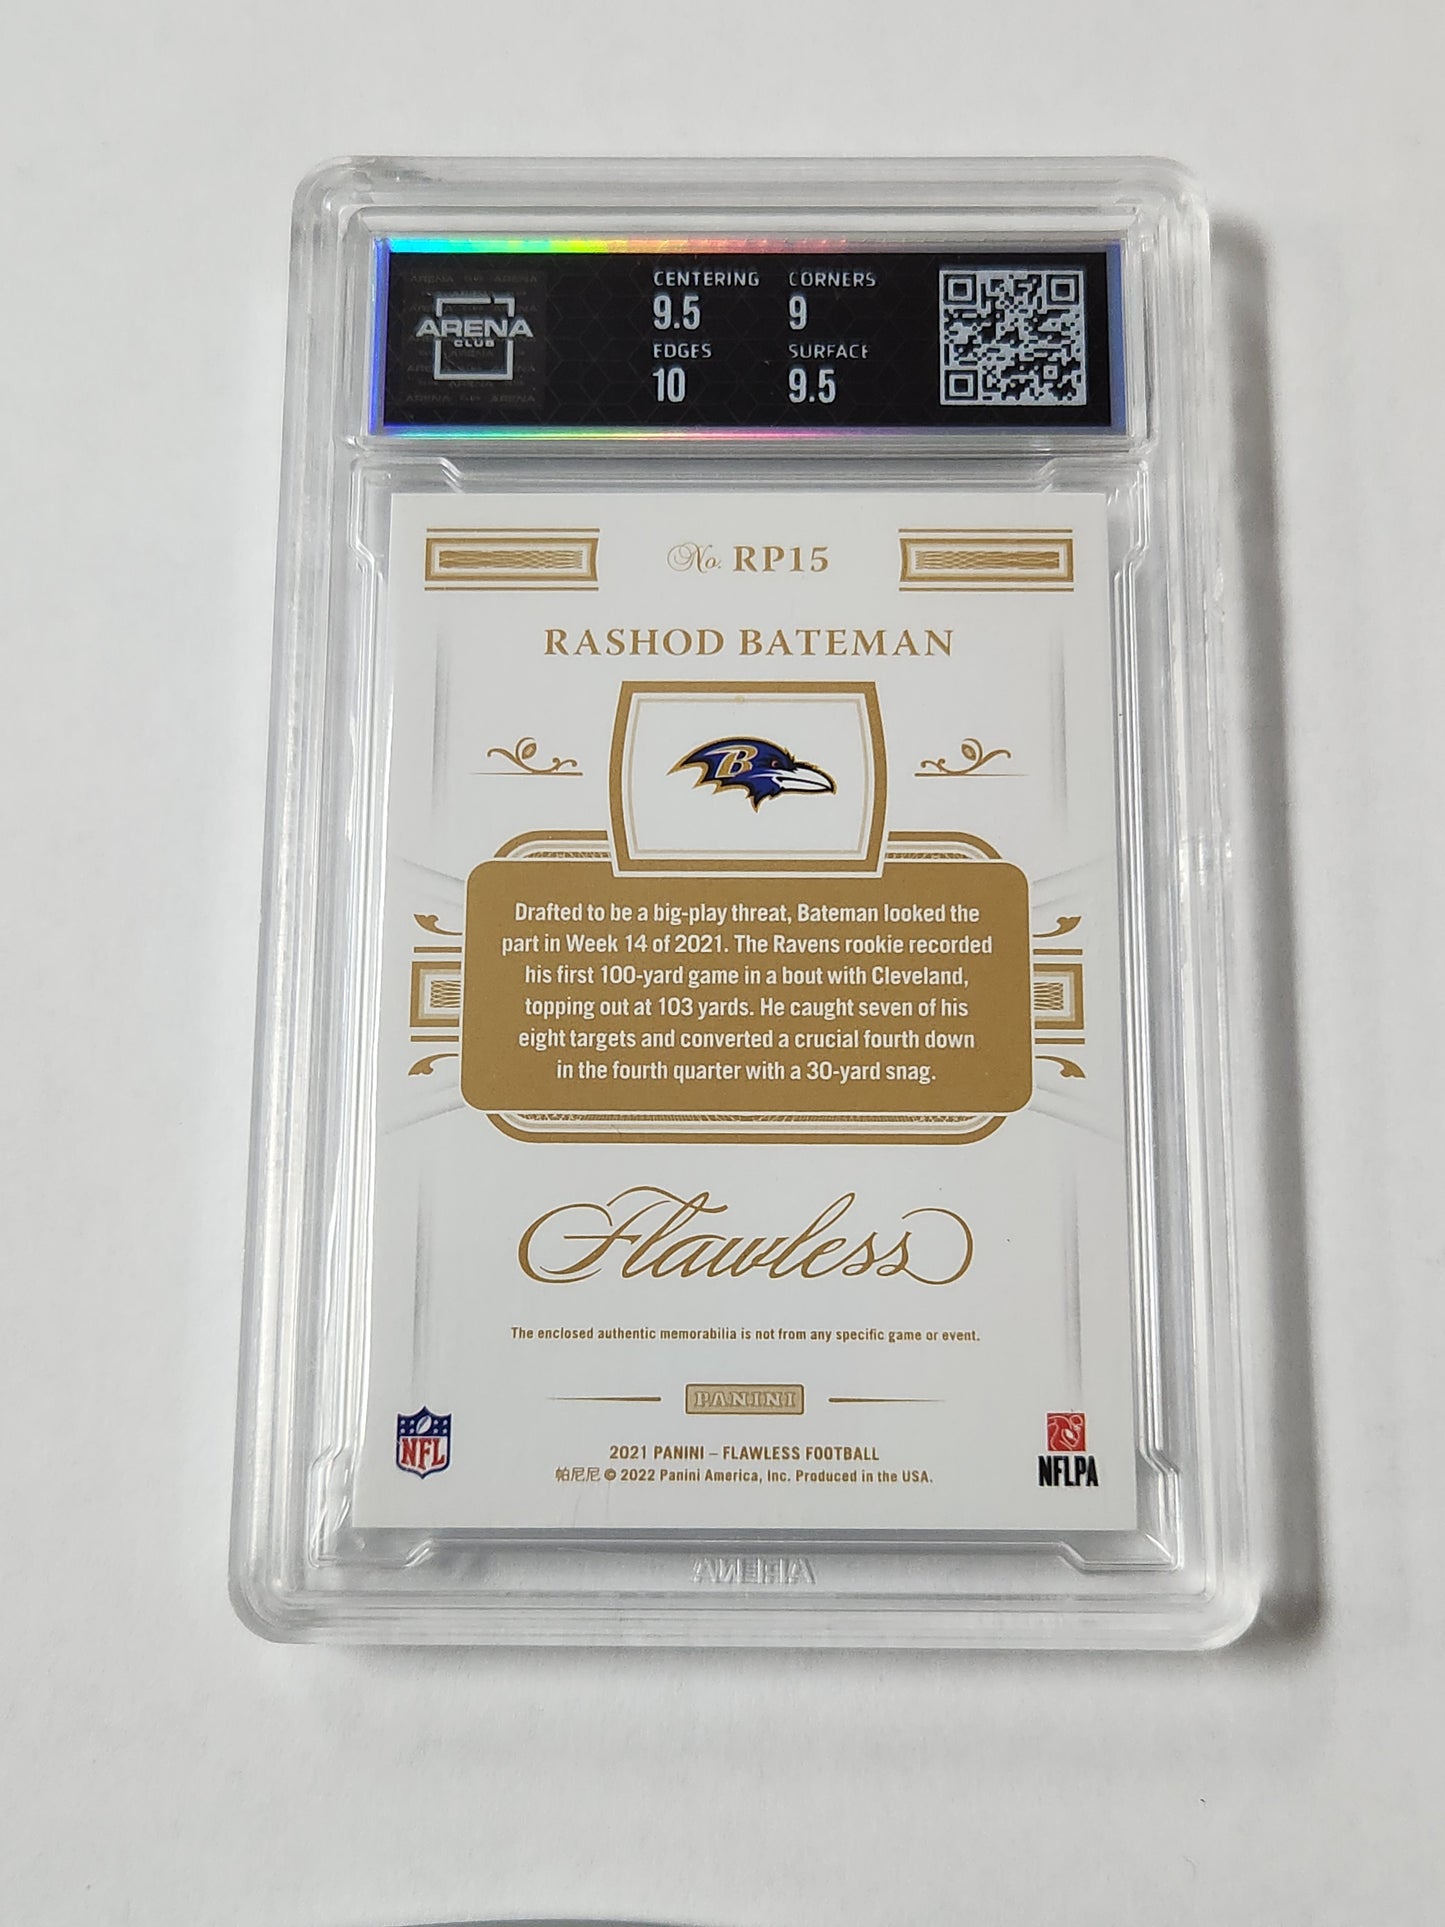 ARENA
CLUB
CENTERING CORNERS
9.5 9
EDGES SURFACE
10 9.5
No. RP15
RASHOD BATEMAN
B
Drafted to be a big-play threat, Bateman looked the
part in Week 14 of 2021. The Ravens rookie recorded
his first 100-yard game in a bout with Cleveland,
topping out at 103 yards. He caught seven of his
eight targets and converted a crucial fourth down
in the fourth quarter with a 30-yard snag.
Flawless
The enclosed authentic memorabilia is not from any specific game or event.
PANINI
NFL
2021 PANINI – FLAWLESS FOOTBALL
帕尼尼 © 2022 Panini America, Inc. Produced in the USA.
NFLPA
ARENA